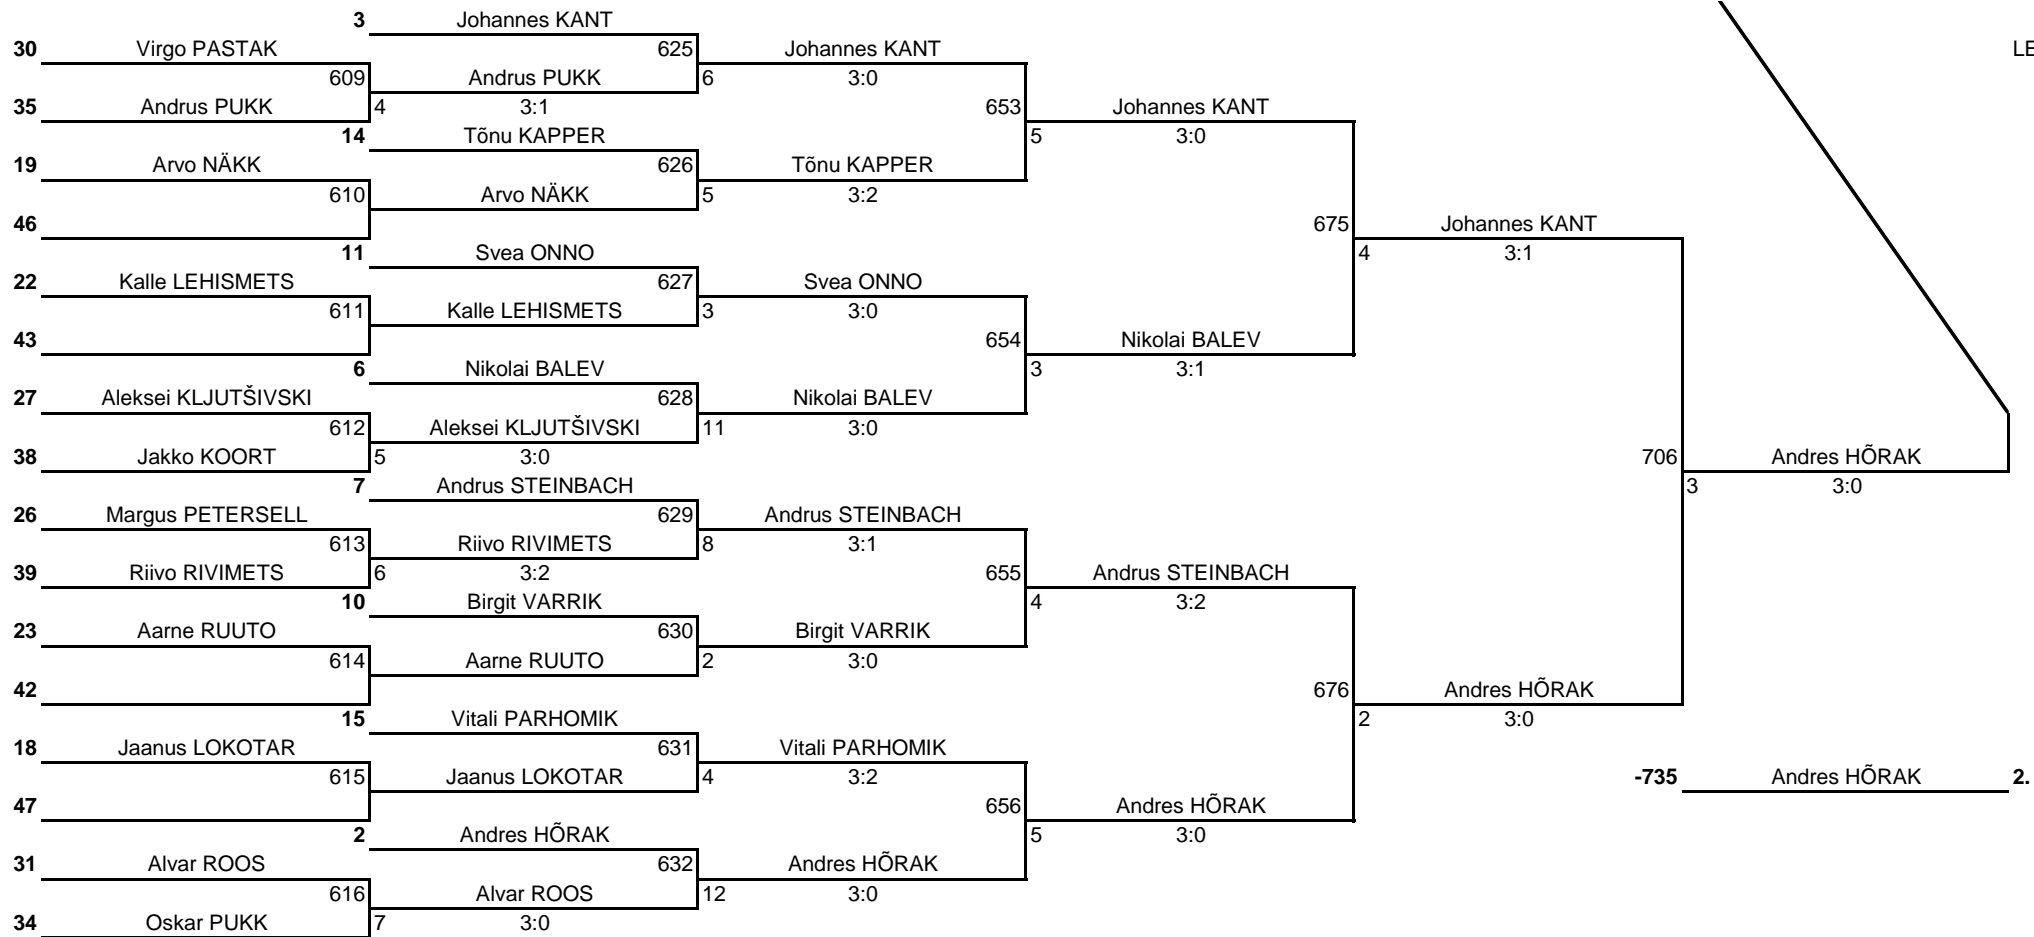 3 Johannes KANT
30 Virgo PASTAK 625 Johannes KANT LE
609 Andrus PUKK 6 3:0
35 Andrus PUKK 4 3:1 653 Johannes KANT
14 Tõnu KAPPER 5 3:0
19 Arvo NÄKK 626 Tõnu KAPPER
610 Arvo NÄKK 5 3:2
46 675 Johannes KANT
11 Svea ONNO 4 3:1
22 Kalle LEHISMETS 627 Svea ONNO
611 Kalle LEHISMETS 3 3:0
43 654 Nikolai BALEV
6 Nikolai BALEV 3 3:1
27 Aleksei KLJUTŠIVSKI 628 Nikolai BALEV
612 Aleksei KLJUTŠIVSKI 11 3:0
38 Jakko KOORT 5 3:0 706 Andres HÕRAK
7 Andrus STEINBACH 3 3:0
26 Margus PETERSELL 629 Andrus STEINBACH
613 Riivo RIVIMETS 8 3:1
39 Riivo RIVIMETS 6 3:2 655 Andrus STEINBACH
10 Birgit VARRIK 4 3:2
23 Aarne RUUTO 630 Birgit VARRIK
614 Aarne RUUTO 2 3:0
42 676 Andres HÕRAK
15 Vitali PARHOMIK 2 3:0
18 Jaanus LOKOTAR 631 Vitali PARHOMIK
615 Jaanus LOKOTAR 4 3:2 -735 Andres HÕRAK 2.
47 656 Andres HÕRAK
2 Andres HÕRAK 5 3:0
31 Alvar ROOS 632 Andres HÕRAK
616 Alvar ROOS 12 3:0
34 Oskar PUKK 7 3:0